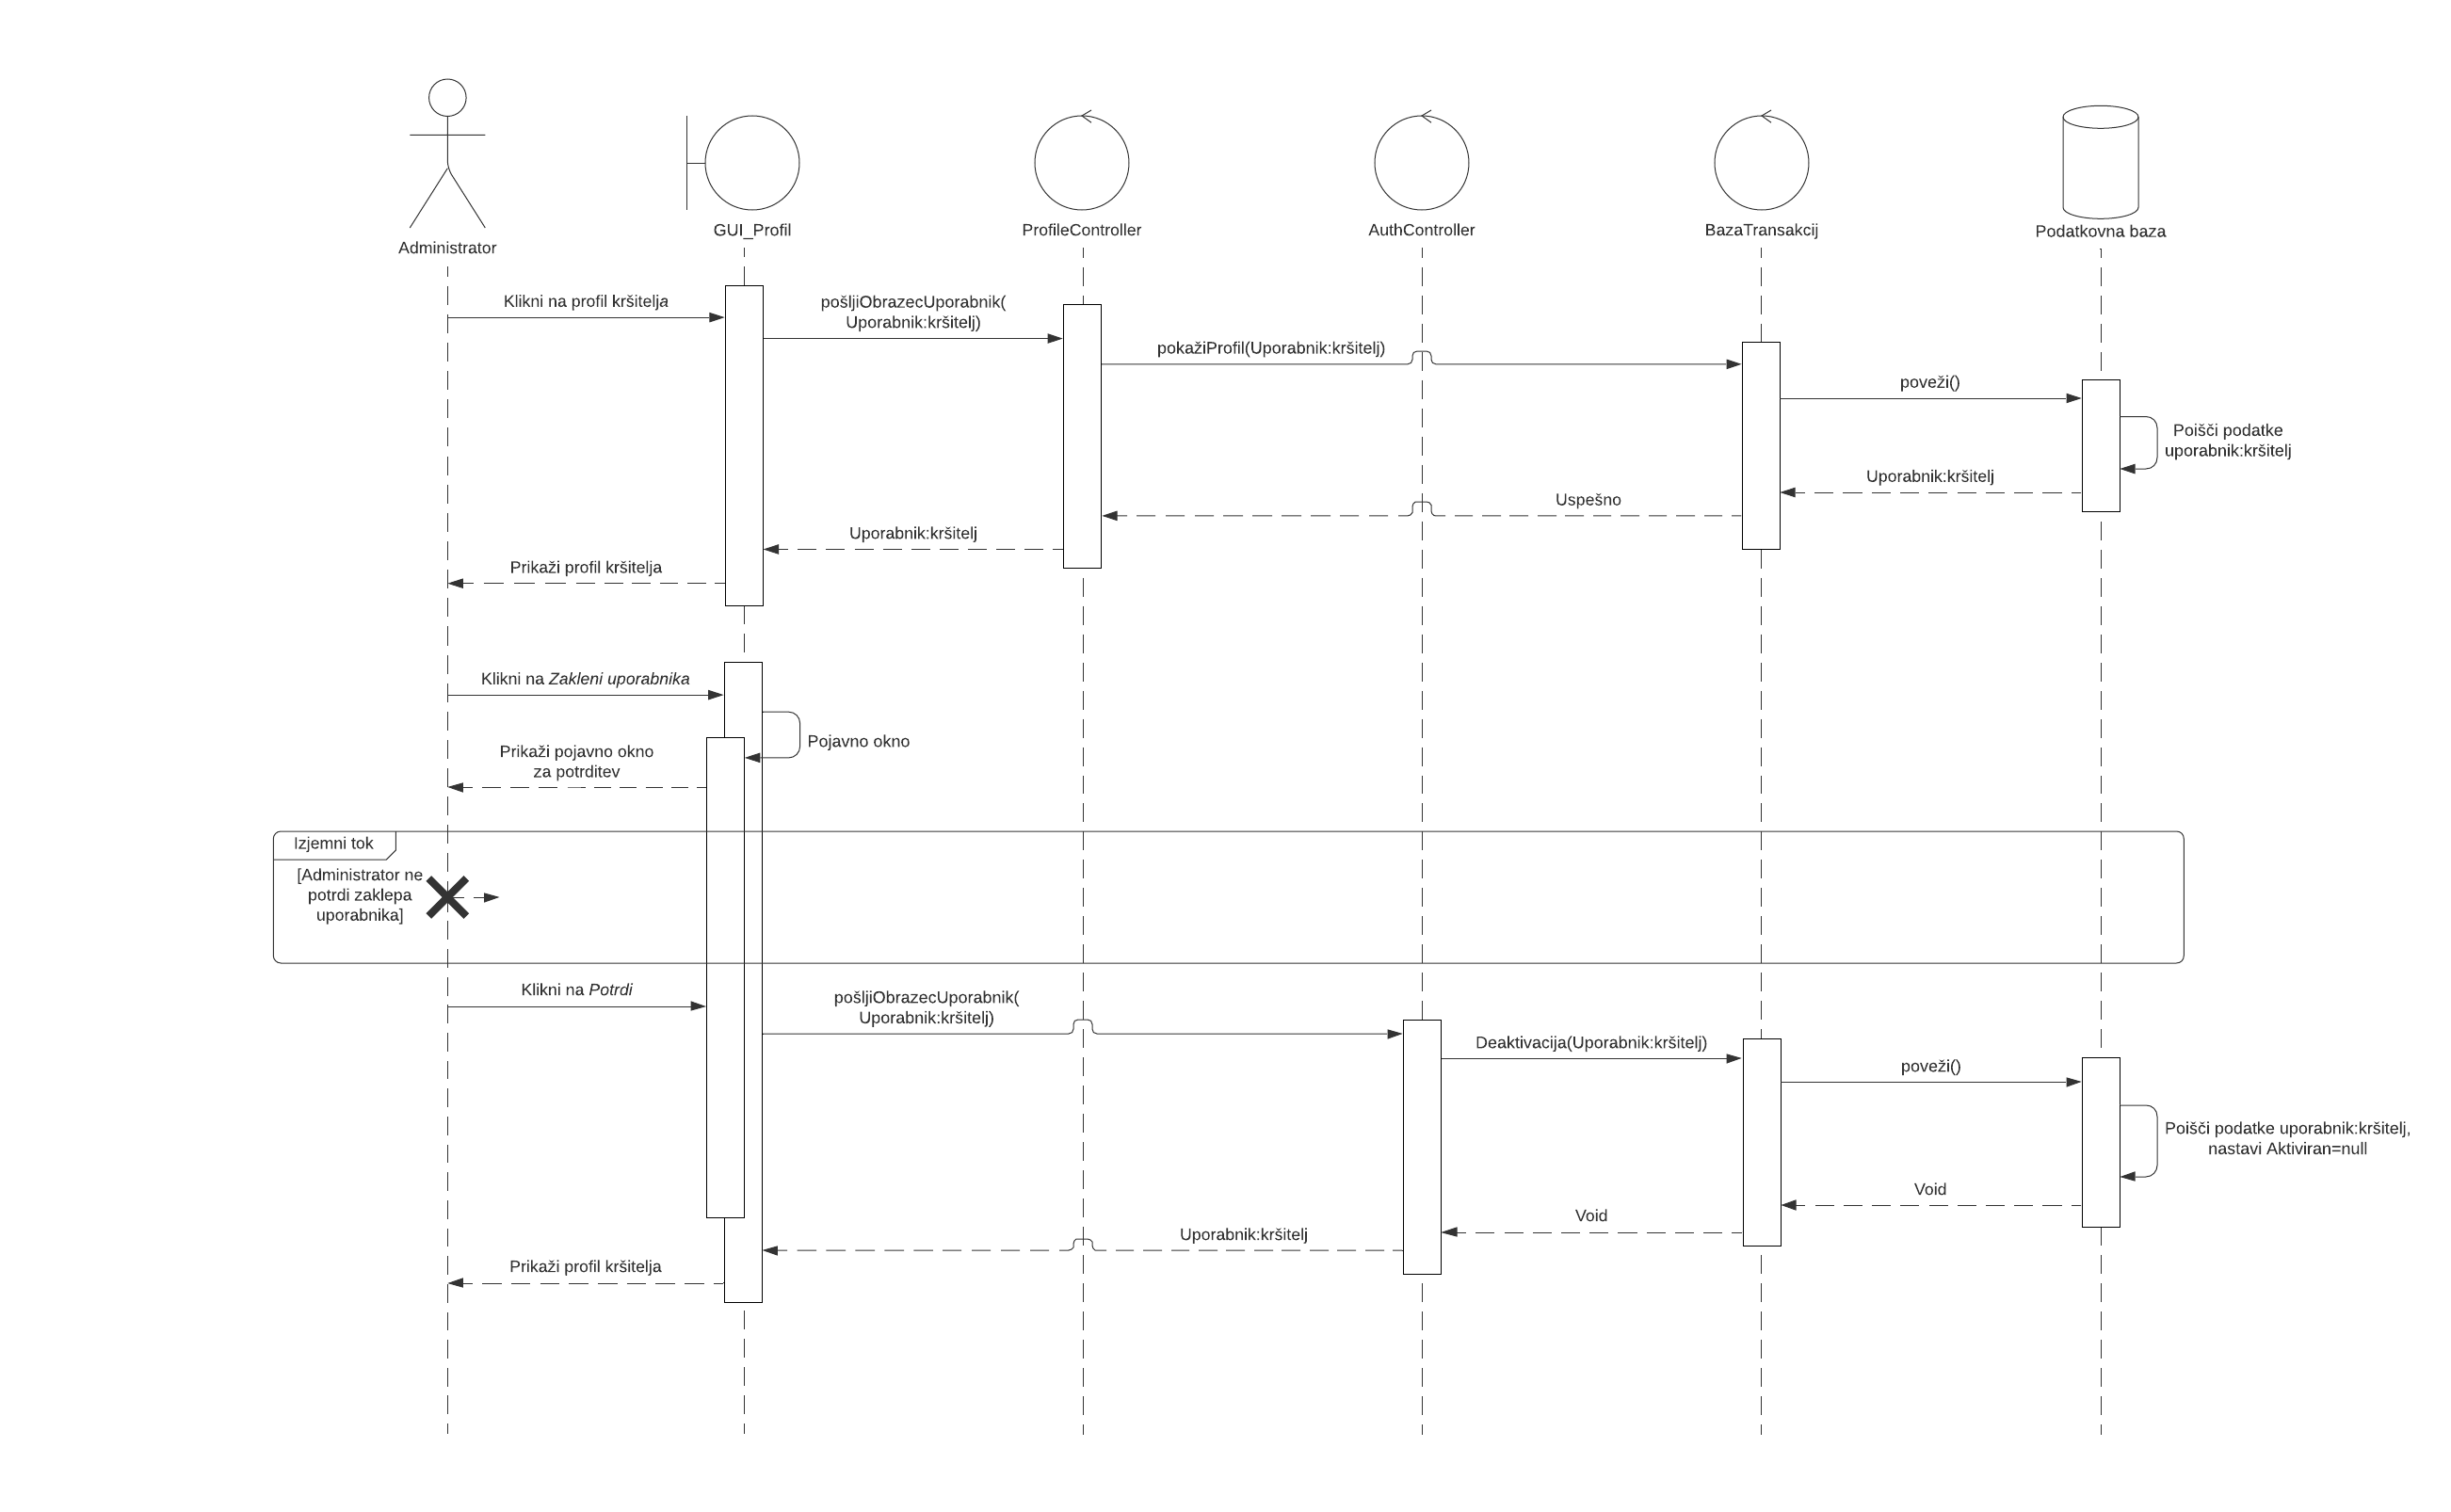 Administrator
GUI_Profil
ProfileController
AuthController
BazaTransakcij
Podatkovna baza
Klikni na profil kršitelja
pošljiObrazecUporabnik(
Uporabnik:kršitelj)
pokažiProfil(Uporabnik:kršitelj)
poveži()
Poišči podatke
uporabnik:kršitelj
Uporabnik:kršitelj
Uspešno
Uporabnik:kršitelj
Prikaži profil kršitelja
Klikni na Zakleni uporabnika
Pojavno okno
Prikaži pojavno okno
za potrditev
Izjemni tok
[Administrator ne
potrdi zaklepa
uporabnika]
Klikni na Potrdi
pošljiObrazecUporabnik(
Uporabnik:kršitelj)
Deaktivacija(Uporabnik:kršitelj)
poveži()
Poišči podatke uporabnik:kršitelj,
nastavi Aktiviran=null
Void
Void
Uporabnik:kršitelj
Prikaži profil kršitelja